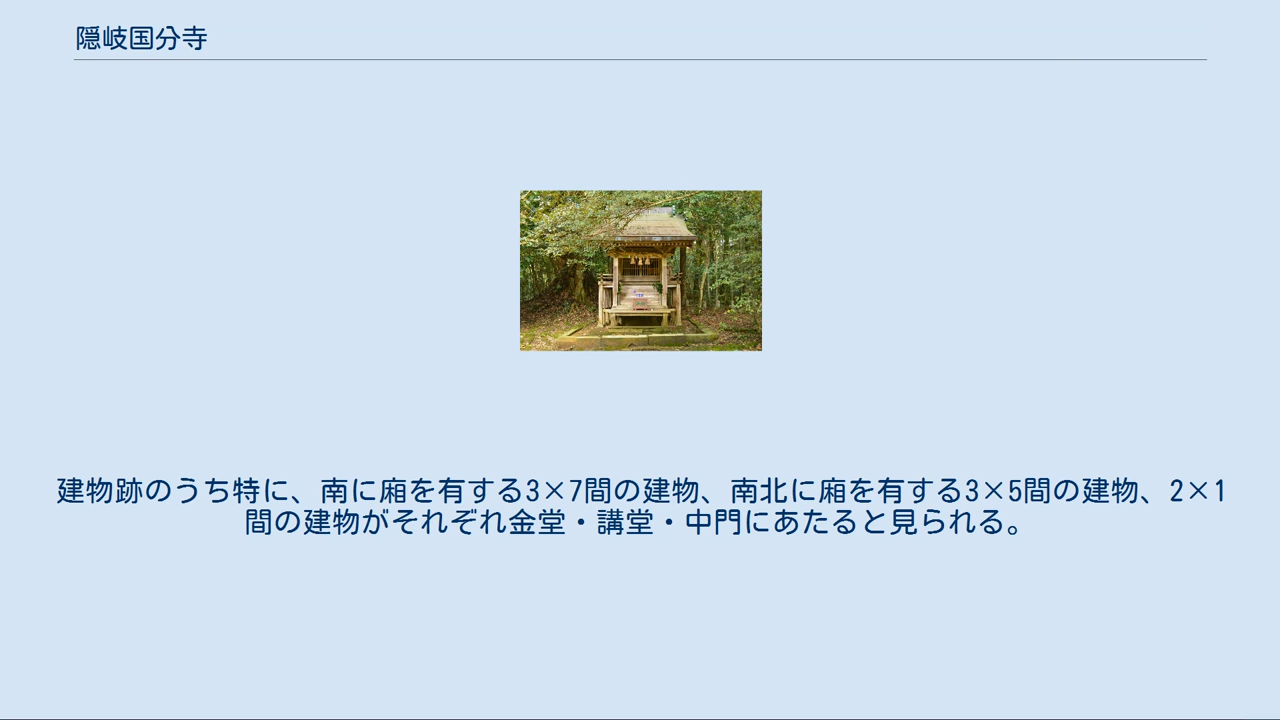 隠岐国分寺
建物跡のうち特に、南に廂を有する3×7間の建物、南北に廂を有する3×5間の建物、2×1
間の建物がそれぞれ金堂・講堂・中門にあたると見られる。